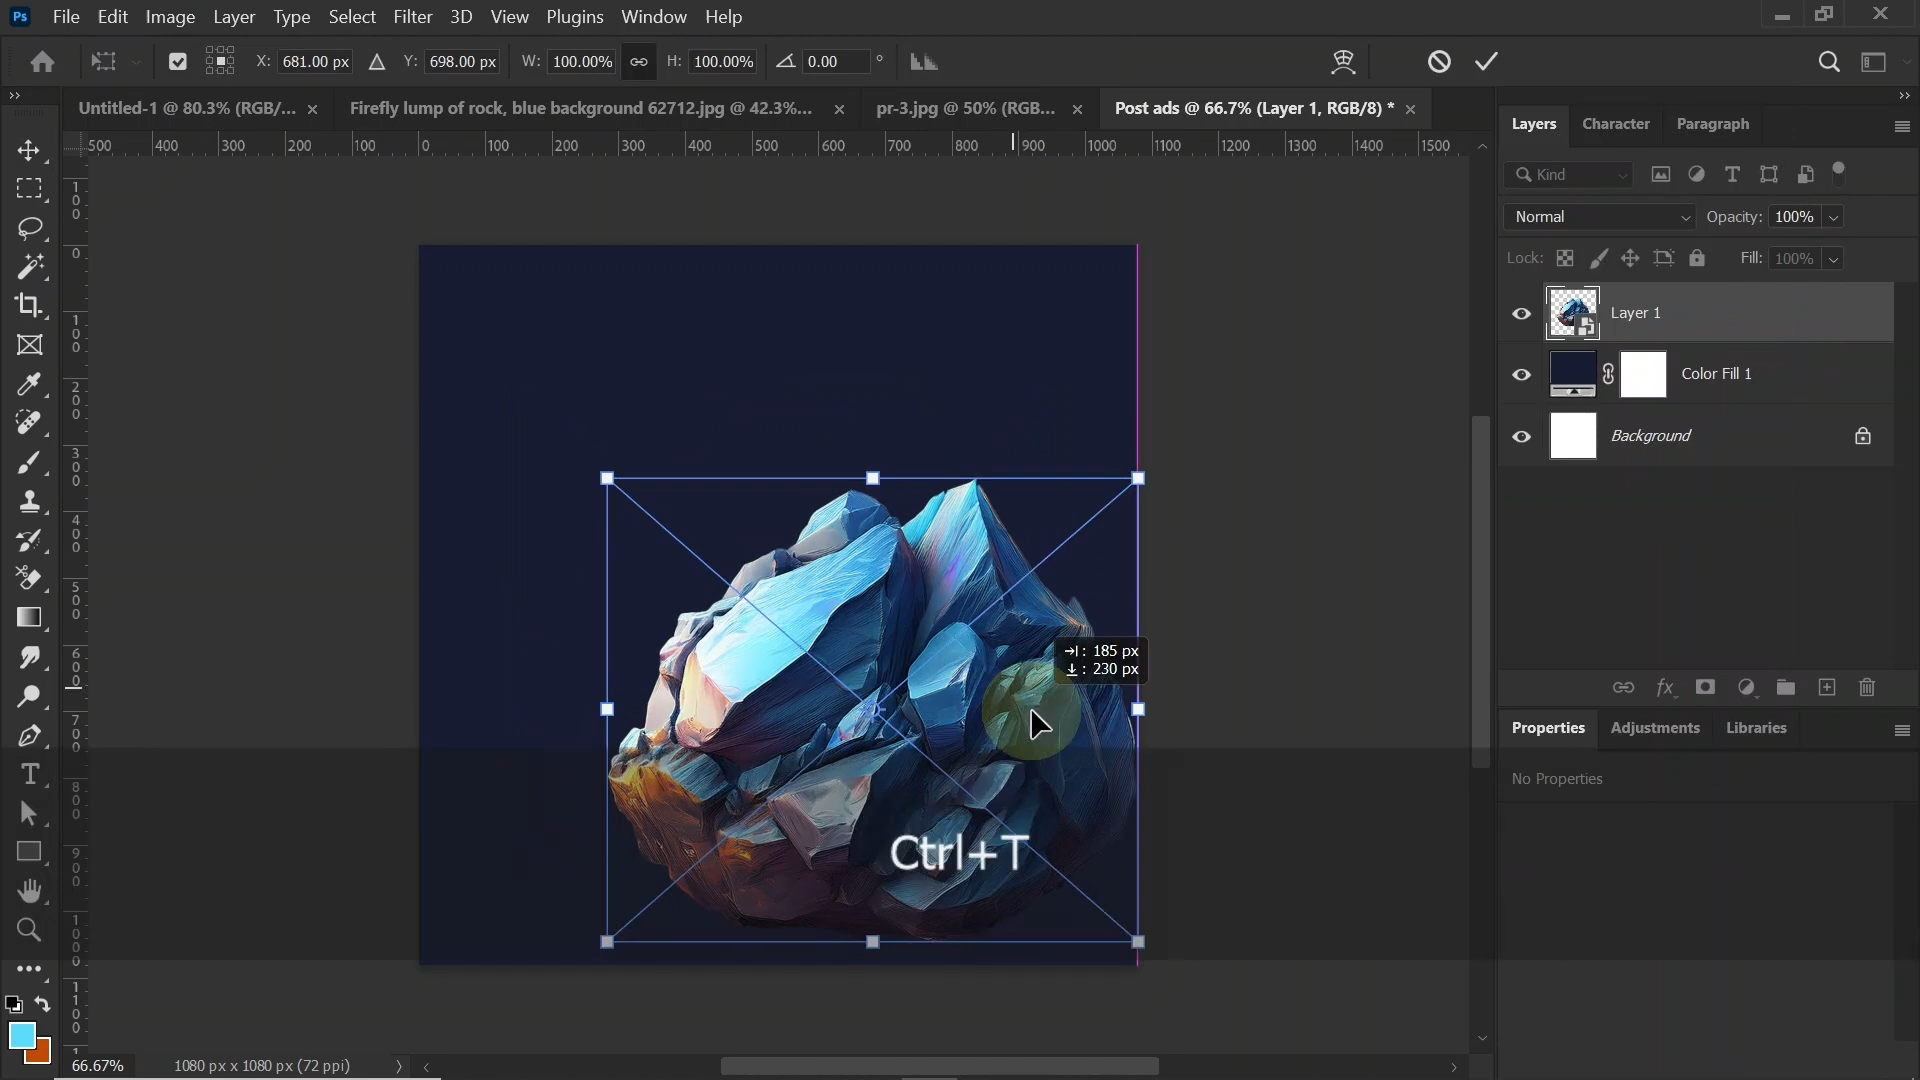 Ps File Edit Image Layer Type Select Filter 3D View Plugins Window Help
X: 681.00 px Y: 698.00 px W: 100.00% H: 100.00% 0.00 °
Untitled-1 @ 80.3% (RGB/... × Firefly lump of rock, blue background 62712.jpg @ 42.3%... × pr-3.jpg @ 50% (RGB... × Post ads @ 66.7% (Layer 1, RGB/8) * ×
500 400 300 200 100 0 100 200 300 400 500 600 700 800 900 1000 1100 1200 1300 1400 1500
100
0
100
200
300
400
500
600
700
800
900
1000
1100
1
: 185 px
: 230 px
Ctrl+T
T
66.67% 1080 px x 1080 px (72 ppi)
Layers Character Paragraph
Kind
Normal Opacity: 100%
Lock: Fill: 100%
Layer 1
Color Fill 1
Background
fx
Properties Adjustments Libraries
No Properties